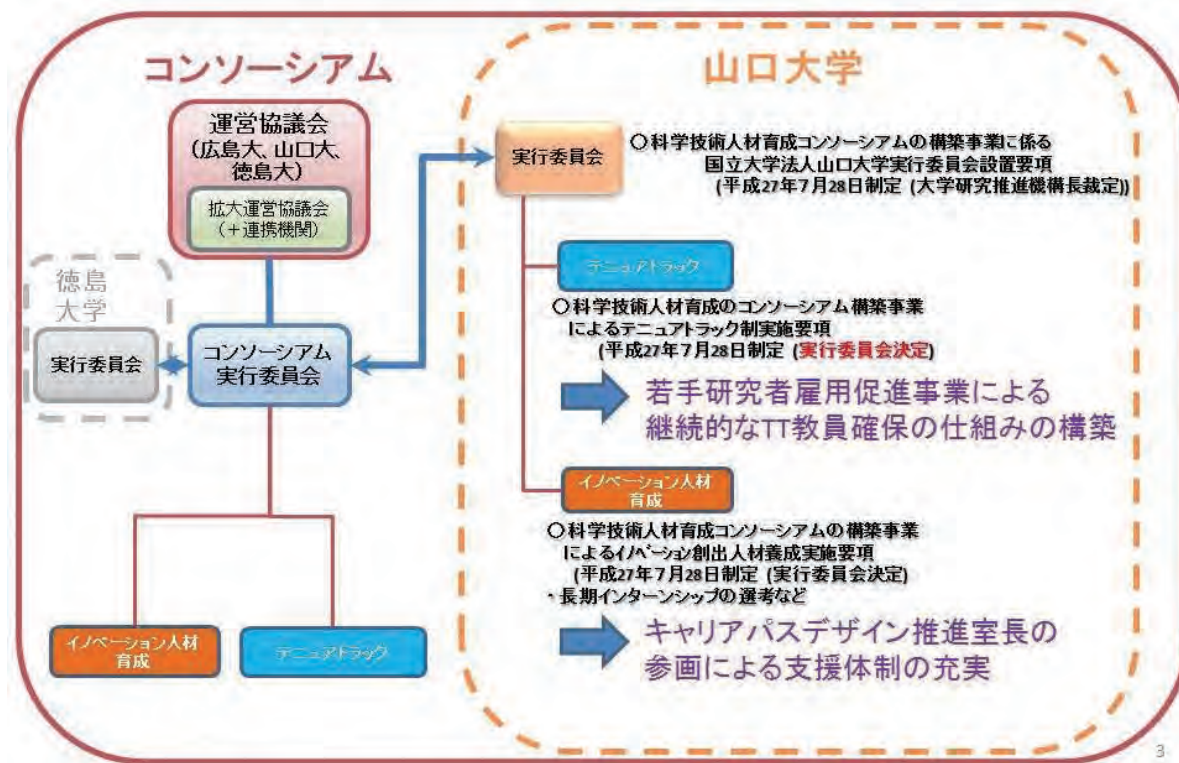 コンソーシアム
運営協議会
(広島大、山口大、
徳島大)
拡大運営協議会
(+連携機関)
徳島
大学
実行委員会
コンソーシアム
実行委員会
イノベーション人材
育成
テニュアトラック
山口大学
実行委員会
○科学技術人材育成コンソーシアムの構築事業に係る
国立大学法人山口大学実行委員会設置要項
(平成27年7月28日制定 (大学研究推進機構長裁定))
テニュアトラック
○科学技術人材育成のコンソーシアム構築事業
によるテニュアトラック制実施要項
(平成27年7月28日制定 (実行委員会決定)
若手研究者雇用促進事業による
継続的なTT教員確保の仕組みの構築
イノベーション人材
育成
○科学技術人材育成コンソーシアムの構築事業
によるイノベーション創出人材養成実施要項
(平成27年7月28日制定 (実行委員会決定)
・長期インターンシップの選考など
キャリアパスデザイン推進室長の
参画による支援体制の充実
3